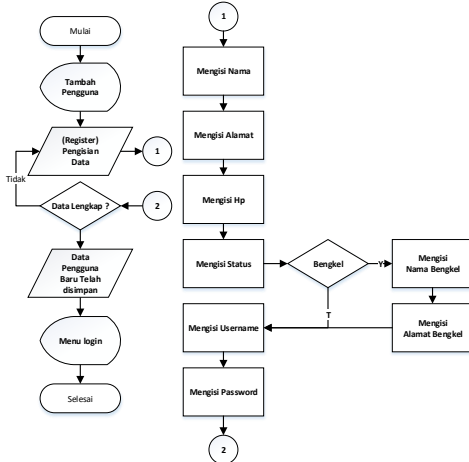 Mulai
Tambah
Pengguna
(Register)
Pengisian
Data
1
Tidak
Data Lengkap ?
2
Data
Pengguna
Baru Telah
disimpan
Menu login
Selesai
1
Mengisi Nama
Mengisi Alamat
Mengisi Hp
Mengisi Status
Bengkel
Y
Mengisi
Nama Bengkel
Mengisi
Alamat Bengkel
T
Mengisi Username
Mengisi Password
2